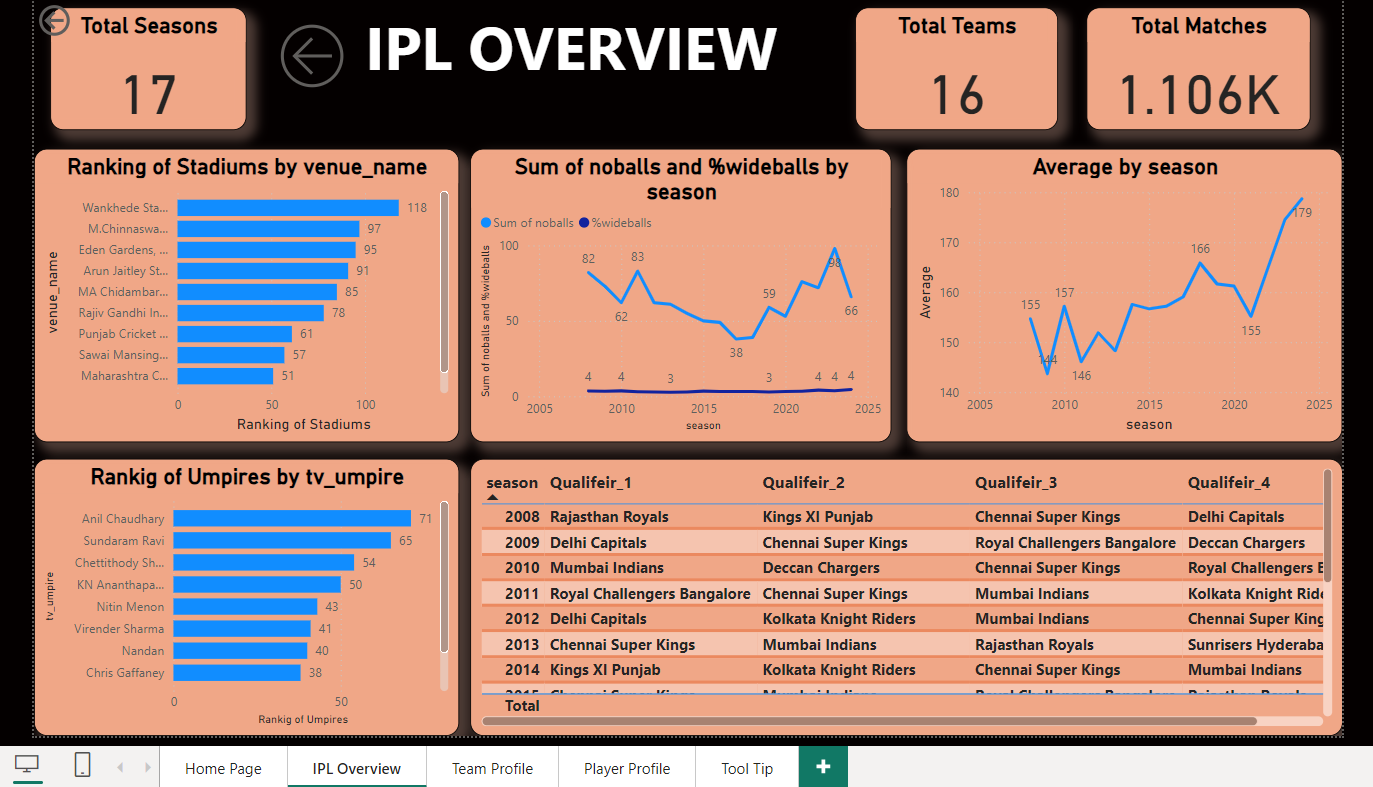 Total Seasons
17
IPL OVERVIEW
Total Teams
16
Total Matches
1.106K
Ranking of Stadiums by venue_name
venue_name
Wankhede Sta... 118
M.Chinnaswa... 97
Eden Gardens, ... 95
Arun Jaitley St... 91
MA Chidambar... 85
Rajiv Gandhi In... 78
Punjab Cricket ... 61
Sawai Mansing... 57
Maharashtra C... 51
0 50 100
Ranking of Stadiums
Sum of noballs and %wideballs by
season
Sum of noballs %wideballs
Sum of noballs and %wideballs
100
50
0
82 62 83 38 59 98 66
4 4 3 3 4 4 4
2005 2010 2015 2020 2025
season
Average by season
Average
180
170
160
150
140
155 144 157 146 166 155 179
2005 2010 2015 2020 2025
season
Rankig of Umpires by tv_umpire
tv_umpire
Anil Chaudhary 71
Sundaram Ravi 65
Chettithody Sh... 54
KN Ananthapa... 50
Nitin Menon 43
Virender Sharma 41
Nandan 40
Chris Gaffaney 38
0 50
Rankig of Umpires
season Qualifeir_1 Qualifeir_2 Qualifeir_3 Qualifeir_4
2008 Rajasthan Royals Kings XI Punjab Chennai Super Kings Delhi Capitals
2009 Delhi Capitals Chennai Super Kings Royal Challengers Bangalore Deccan Chargers
2010 Mumbai Indians Deccan Chargers Chennai Super Kings Royal Challengers
2011 Royal Challengers Bangalore Chennai Super Kings Mumbai Indians Kolkata Knight
2012 Delhi Capitals Kolkata Knight Riders Mumbai Indians Chennai Super
2013 Chennai Super Kings Mumbai Indians Rajasthan Royals Sunrisers
2014 Kings XI Punjab Kolkata Knight Riders Chennai Super Kings Mumbai Indians
Total
Home Page IPL Overview Team Profile Player Profile Tool Tip